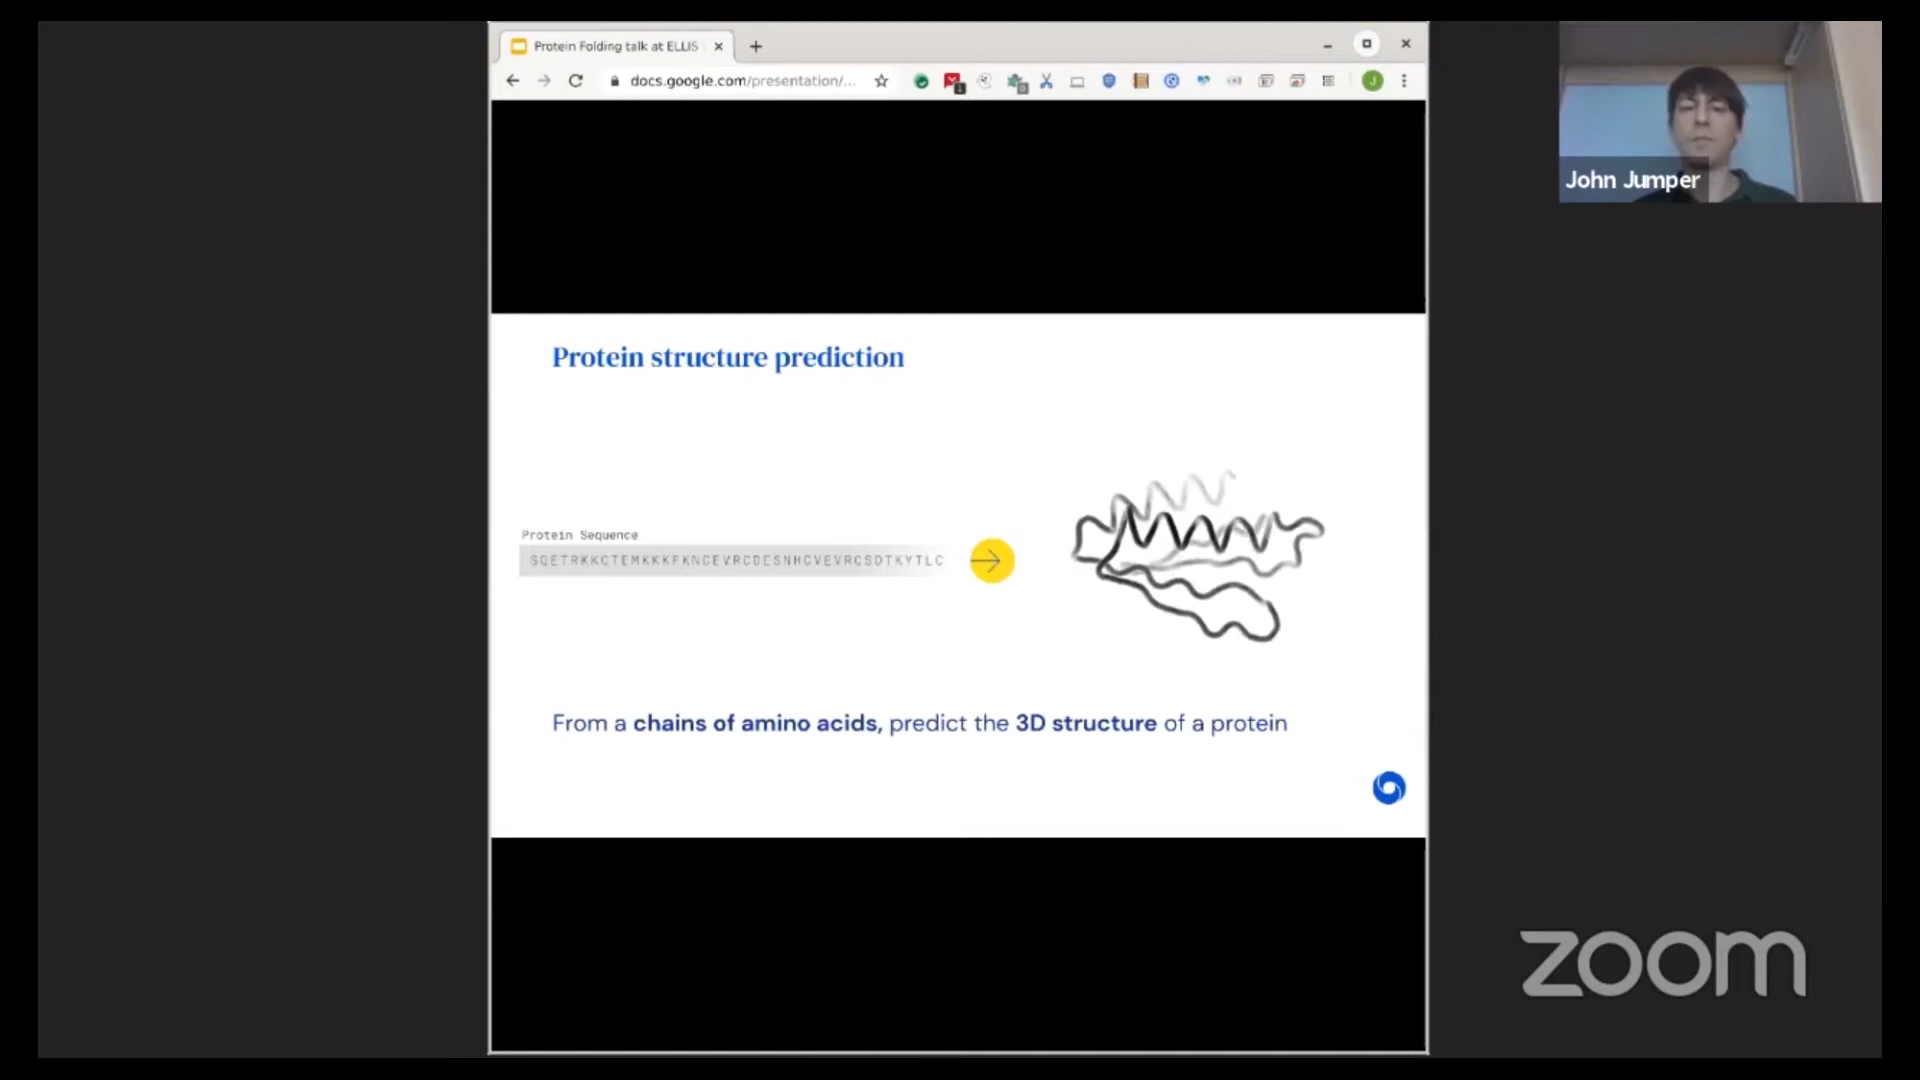 Protein Folding talk at ELLIS
docs.google.com/presentation/...
J
John Jumper
Protein structure prediction
Protein Sequence
SQETRKKCTEMKKKFKNCEVRCDESNHCVEVRCSDTKYTLC
From a chains of amino acids, predict the 3D structure of a protein
zoom